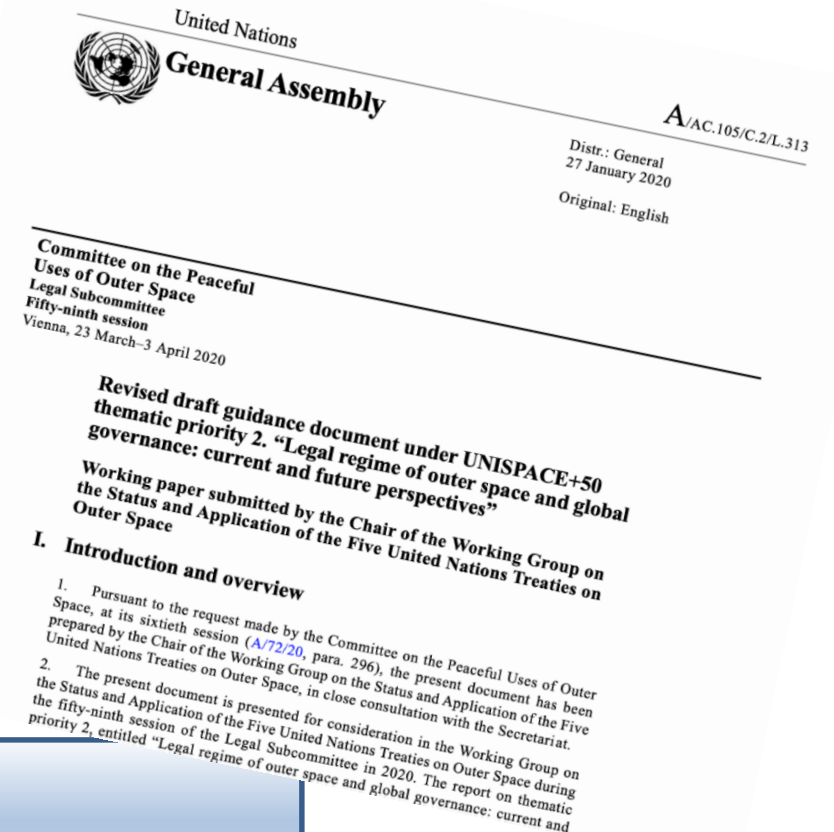 United Nations
General Assembly
A/AC.105/C.2/L.313
Distr.: General
27 January 2020
Original: English
Committee on the Peaceful
Uses of Outer Space
Legal Subcommittee
Fifty-ninth session
Vienna, 23 March–3 April 2020
Revised draft guidance document under UNISPACE+50
thematic priority 2. “Legal regime of outer space and global
governance: current and future perspectives”
Working paper submitted by the Chair of the Working Group on
the Status and Application of the Five United Nations Treaties on
Outer Space
I. Introduction and overview
1. Pursuant to the request made by the Committee on the Peaceful Uses of Outer
Space, at its sixtieth session (A/72/20, para. 296), the present document has been
prepared by the Chair of the Working Group on the Status and Application of the Five
United Nations Treaties on Outer Space, in close consultation with the Secretariat.
2. The present document is presented for consideration in the Working Group on
the Status and Application of the Five United Nations Treaties on Outer Space during
the fifty-ninth session of the Legal Subcommittee in 2020. The report on thematic
priority 2, entitled “Legal regime of outer space and global governance: current and